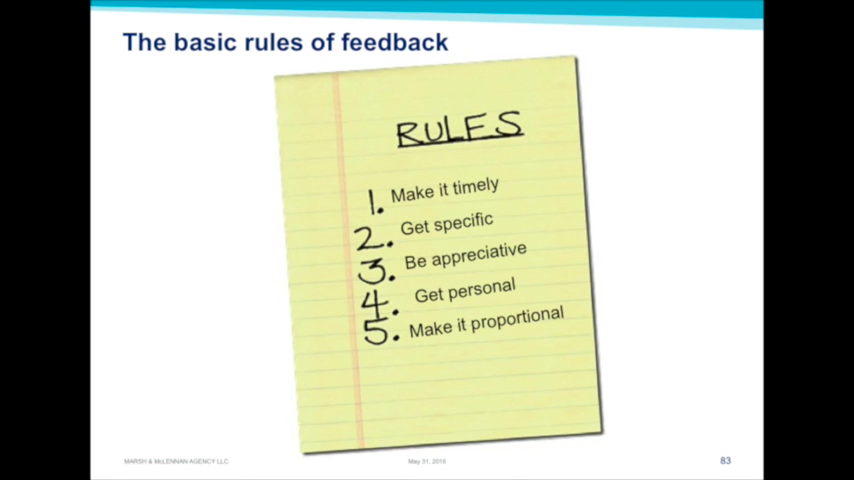 The basic rules of feedback
RULES
1. Make it timely
2. Get specific
3. Be appreciative
4. Get personal
5. Make it proportional
MARSH & McLENNAN AGENCY LLC
May 31, 2016
83